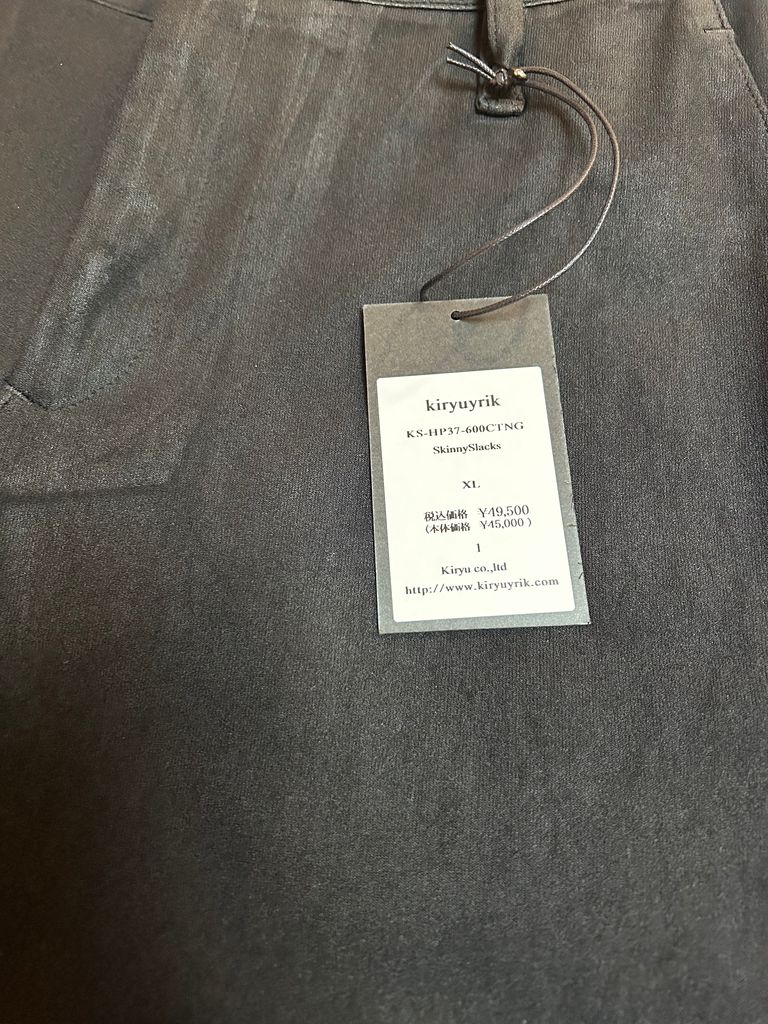 kiryuyrik
KS-HP37-600CTNG
SkinnySlacks
XL
税込価格 ¥49,500
(本体価格 ¥45,000)
1
Kiryu co.,ltd
http://www.kiryuyrik.com